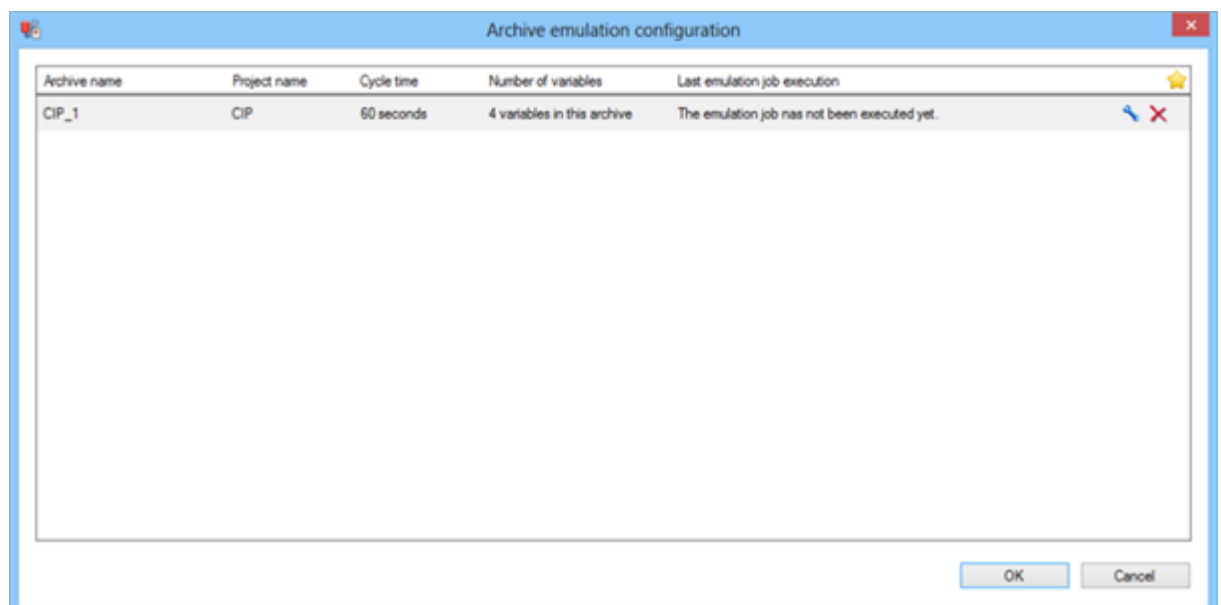 Archive emulation configuration
Archive name Project name Cycle time Number of variables Last emulation job execution
CIP_1 CIP 60 seconds 4 variables in this archive The emulation job nas not been executed yet.
OK Cancel